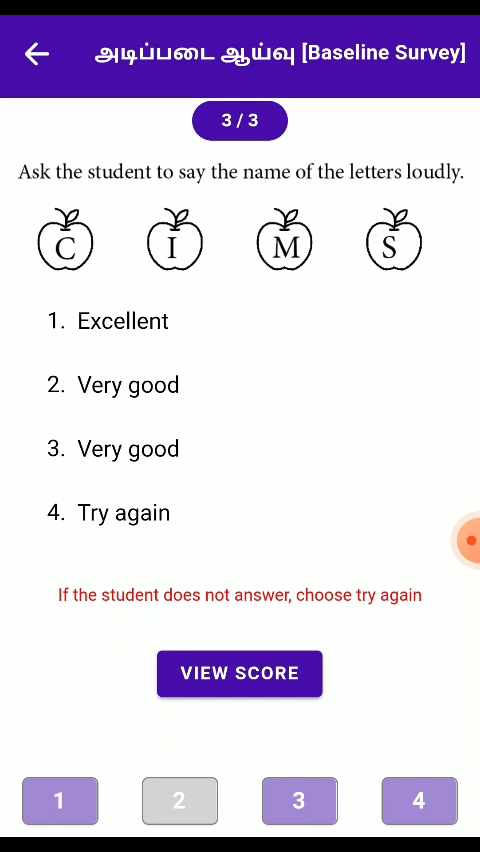 அடிப்படை ஆய்வு [Baseline Survey]
3 / 3
Ask the student to say the name of the letters loudly.
C I M S
1. Excellent
2. Very good
3. Very good
4. Try again
If the student does not answer, choose try again
VIEW SCORE
1 2 3 4